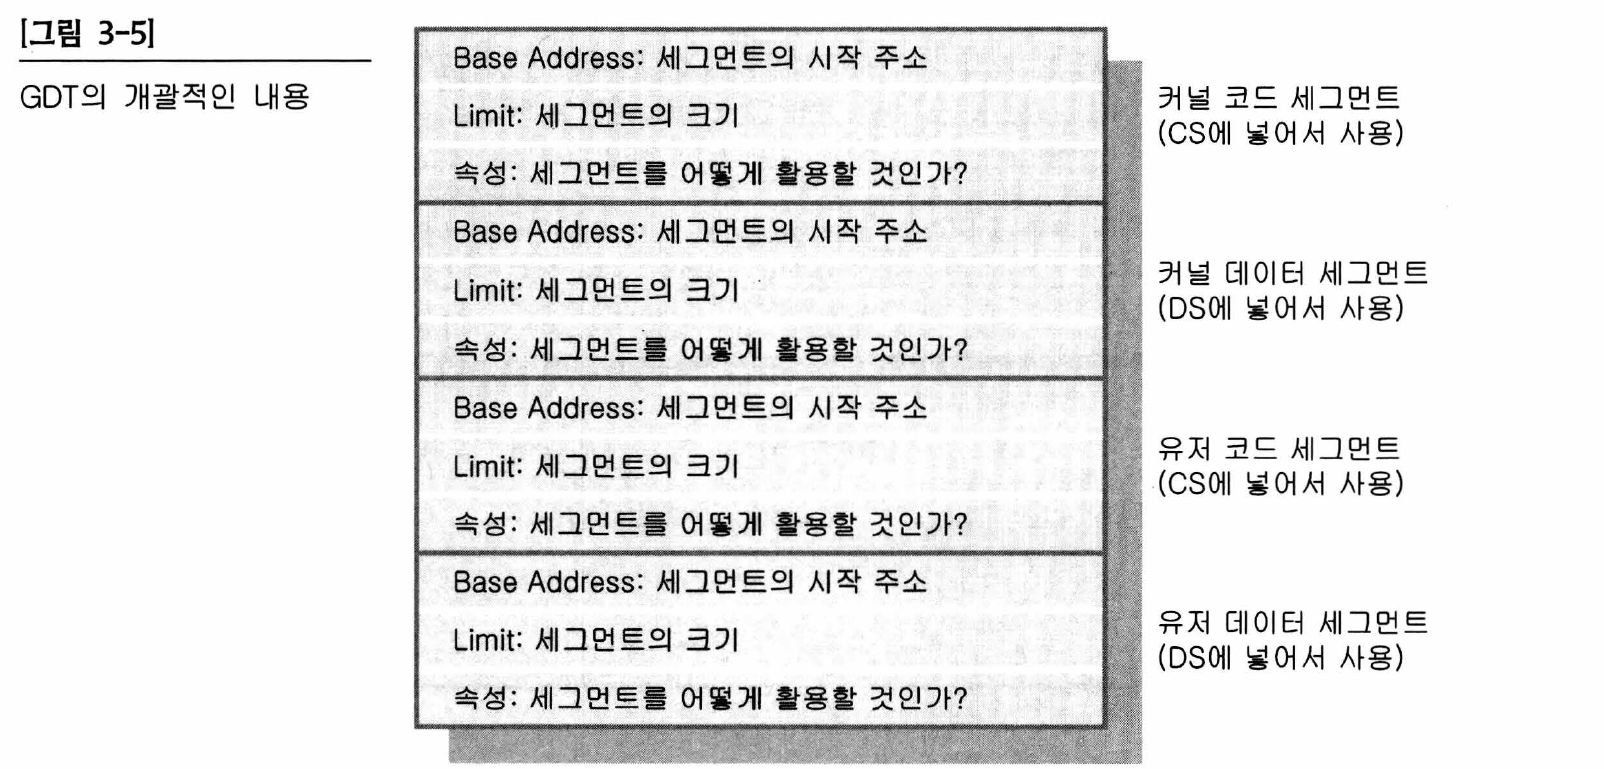 [그림 3-5]
GDT의 개괄적인 내용
Base Address: 세그먼트의 시작 주소
Limit: 세그먼트의 크기
속성: 세그먼트를 어떻게 활용할 것인가?
커널 코드 세그먼트
(CS에 넣어서 사용)
Base Address: 세그먼트의 시작 주소
Limit: 세그먼트의 크기
속성: 세그먼트를 어떻게 활용할 것인가?
커널 데이터 세그먼트
(DS에 넣어서 사용)
Base Address: 세그먼트의 시작 주소
Limit: 세그먼트의 크기
속성: 세그먼트를 어떻게 활용할 것인가?
유저 코드 세그먼트
(CS에 넣어서 사용)
Base Address: 세그먼트의 시작 주소
Limit: 세그먼트의 크기
속성: 세그먼트를 어떻게 활용할 것인가?
유저 데이터 세그먼트
(DS에 넣어서 사용)